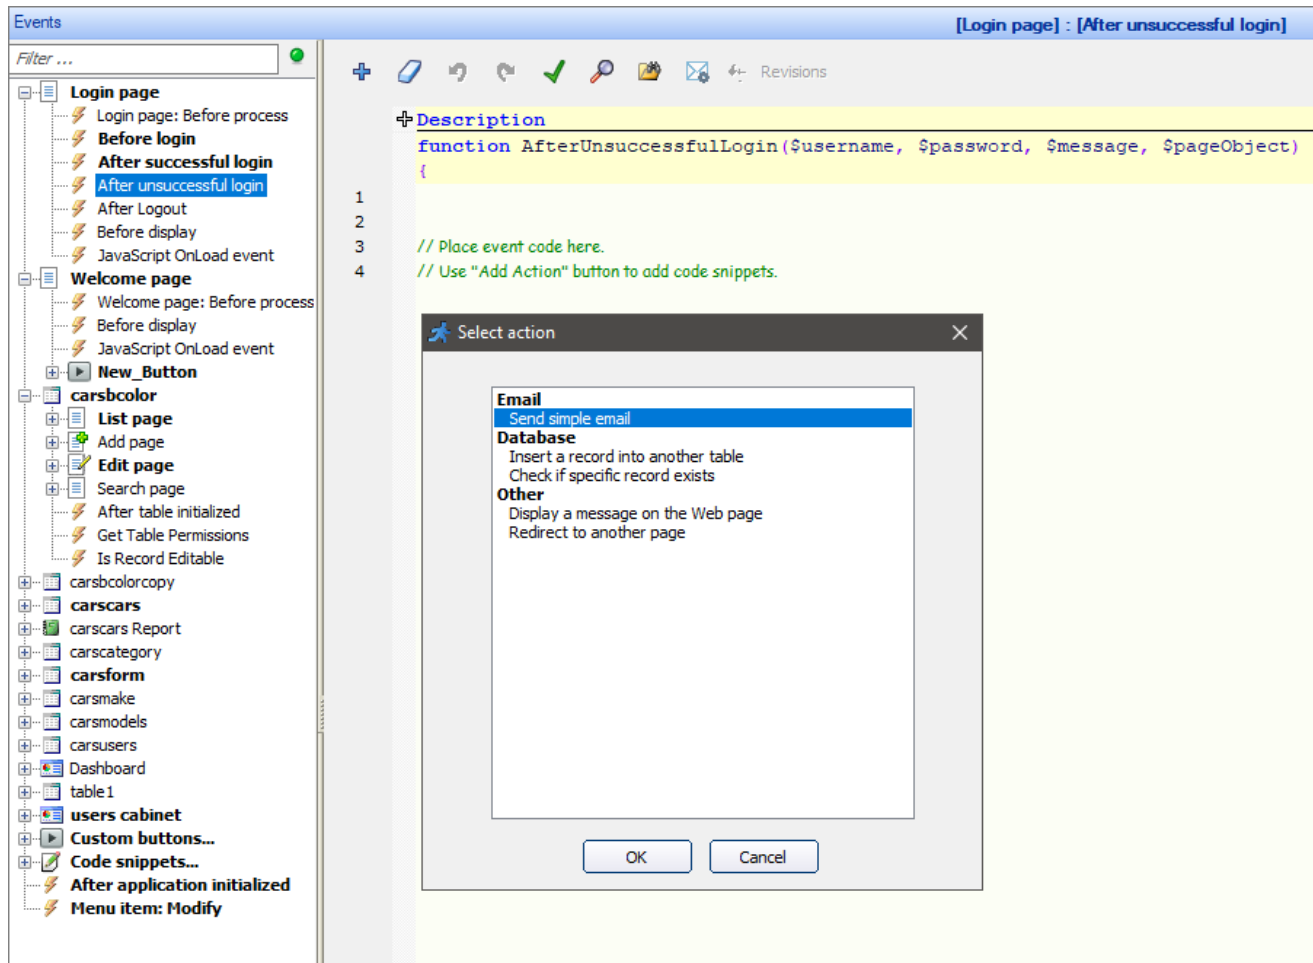 Events
[Login page] : [After unsuccessful login]
Filter ...
Login page
Login page: Before process
Before login
After successful login
After unsuccessful login
After Logout
Before display
JavaScript OnLoad event
Welcome page
Welcome page: Before process
Before display
JavaScript OnLoad event
New_Button
carsbcolor
List page
Add page
Edit page
Search page
After table initialized
Get Table Permissions
Is Record Editable
carsbcolorcopy
carscars
carscars Report
carscategory
carsform
carsmake
carsmodels
carsusers
Dashboard
table1
users cabinet
Custom buttons...
Code snippets...
After application initialized
Menu item: Modify
Revisions
Description
function AfterUnsuccessfulLogin($username, $password, $message, $pageObject)
{
1
2
3 // Place event code here.
4 // Use "Add Action" button to add code snippets.
Select action
Email
Send simple email
Database
Insert a record into another table
Check if specific record exists
Other
Display a message on the Web page
Redirect to another page
OK Cancel